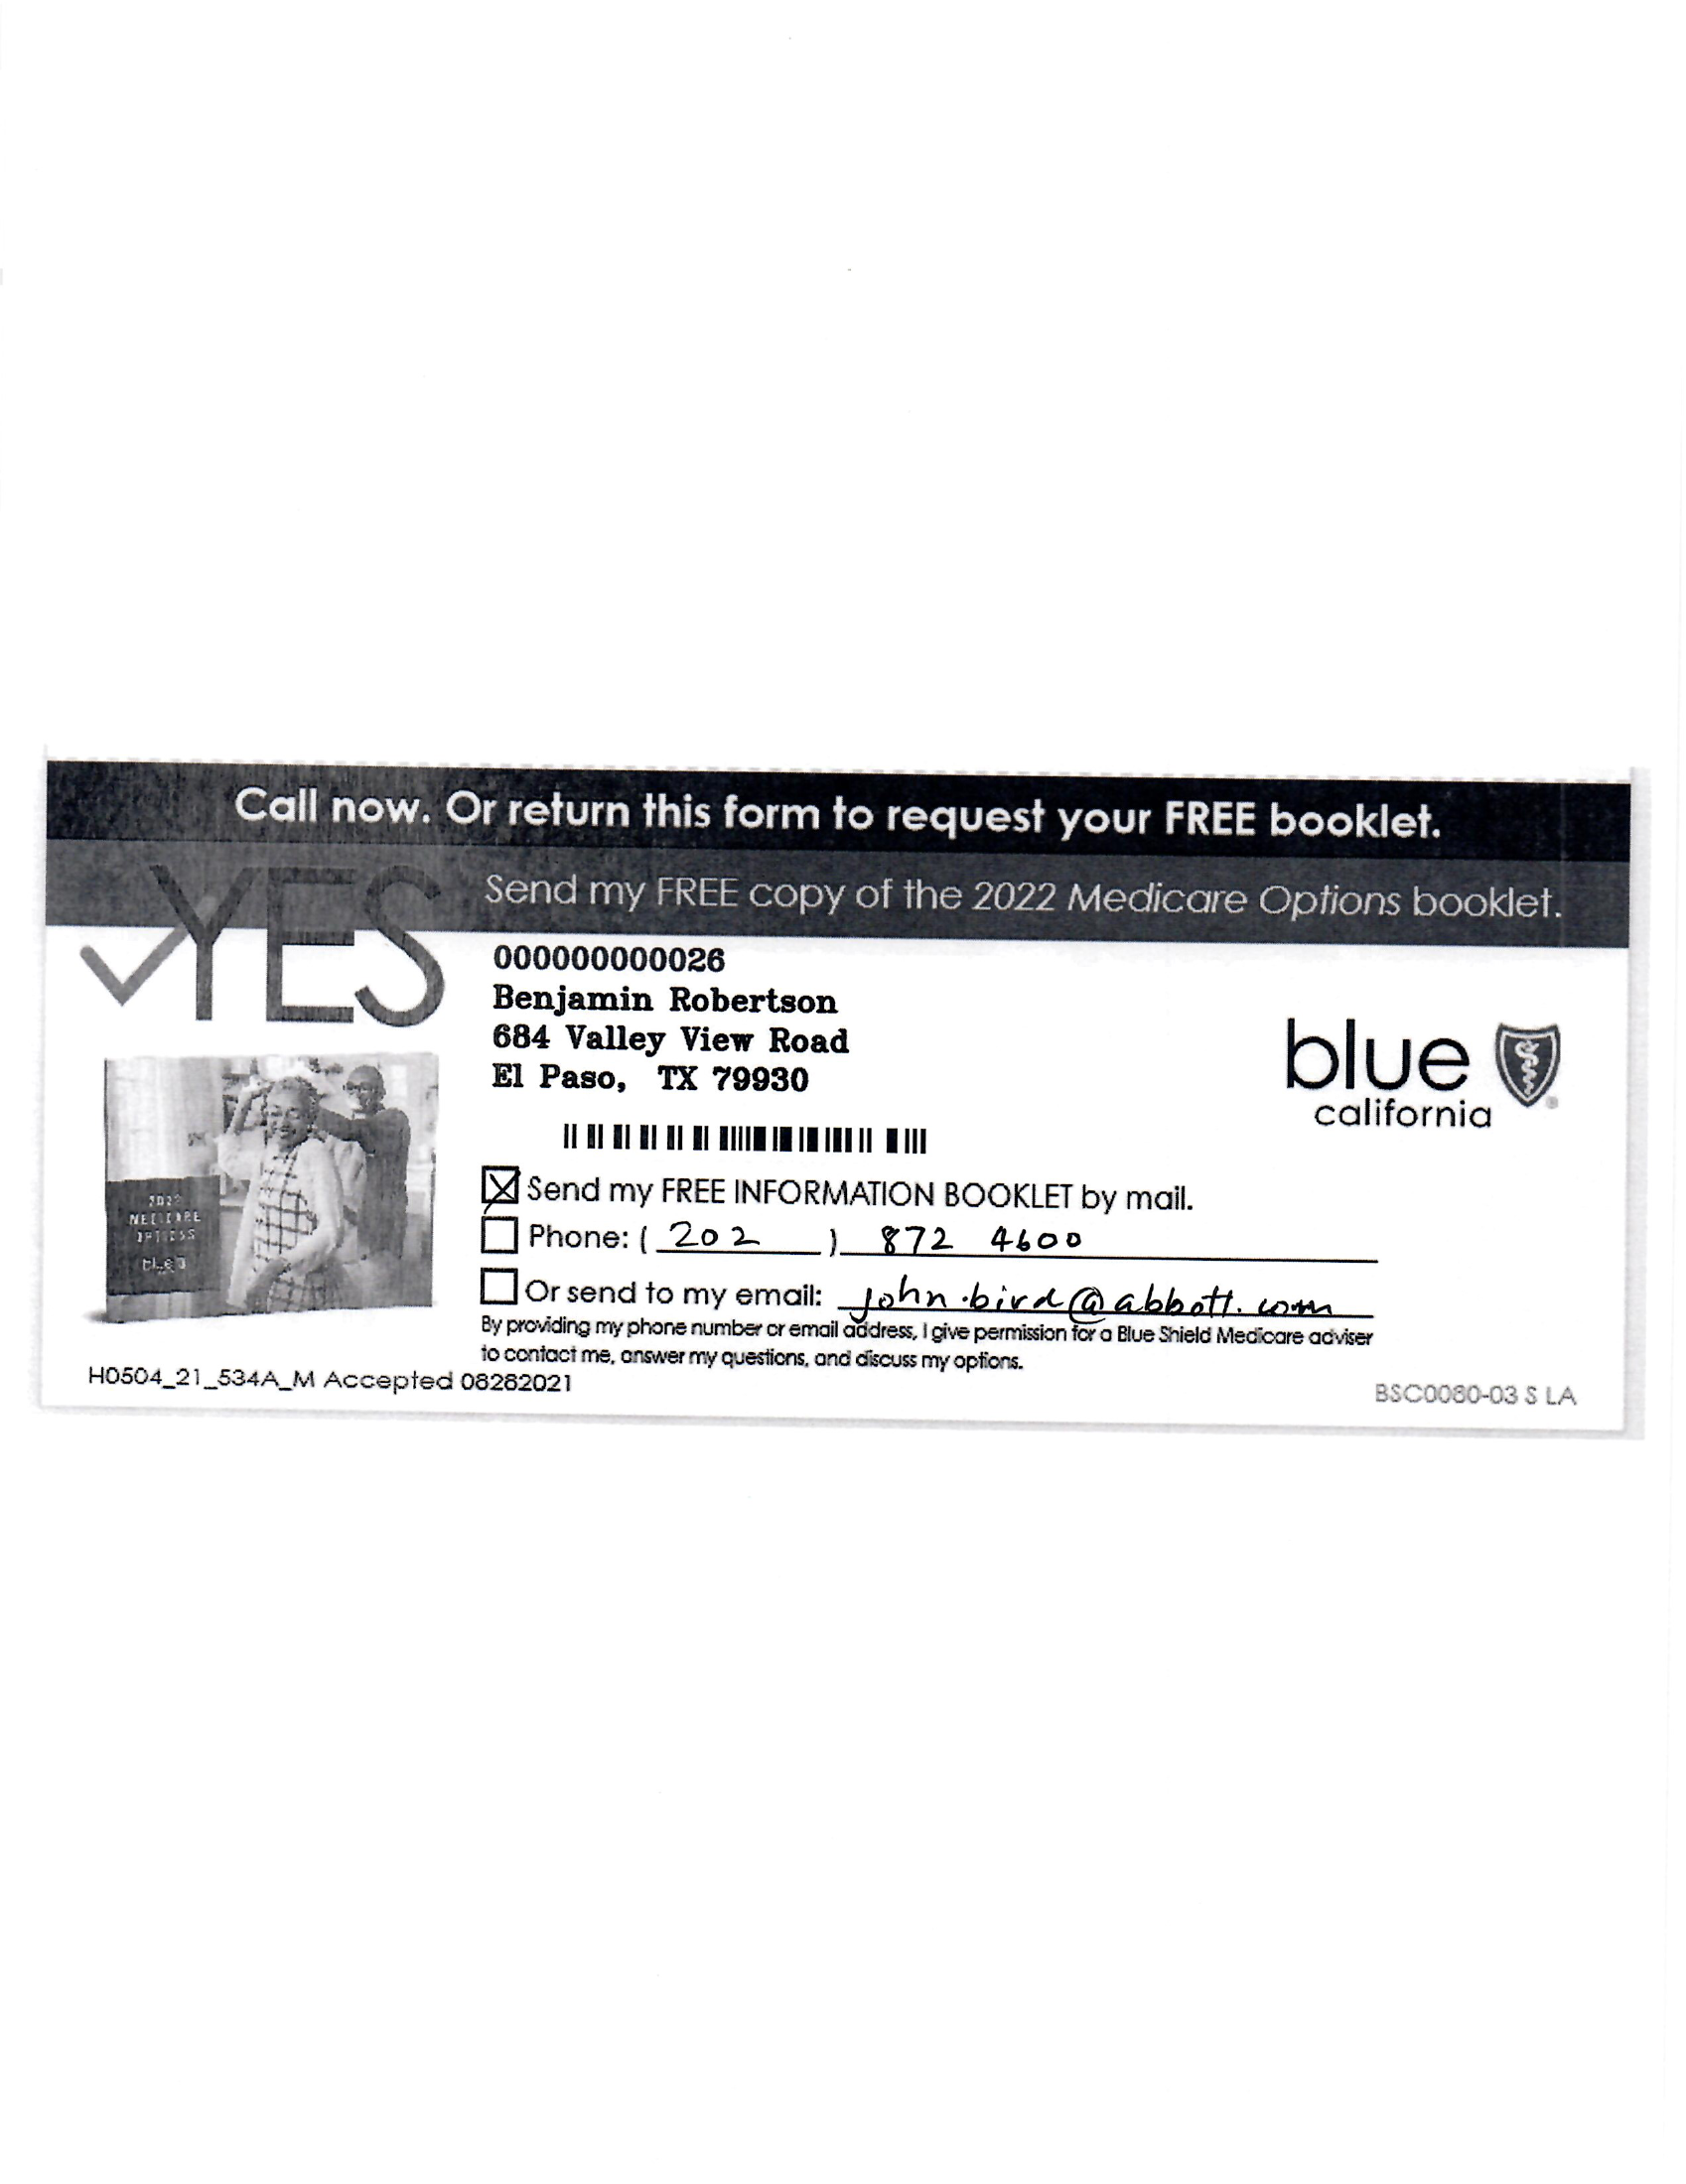 Call now. Or return this form to request your FREE booklet.
YES
Send my FREE copy of the 2022 Medicare Options booklet.
000000000026
Benjamin Robertson
684 Valley View Road
El Paso, TX 79930
blue
california
2022
MEDICARE
OPTIONS
blue
Send my FREE INFORMATION BOOKLET by mail.
Phone: ( 202 ) 872 4600
Or send to my email: john.bird@abbott.com
By providing my phone number or email address, I give permission for a Blue Shield Medicare adviser
to contact me, answer my questions, and discuss my options.
H0504_21_534A_M Accepted 08282021
BSC0080-03 S LA